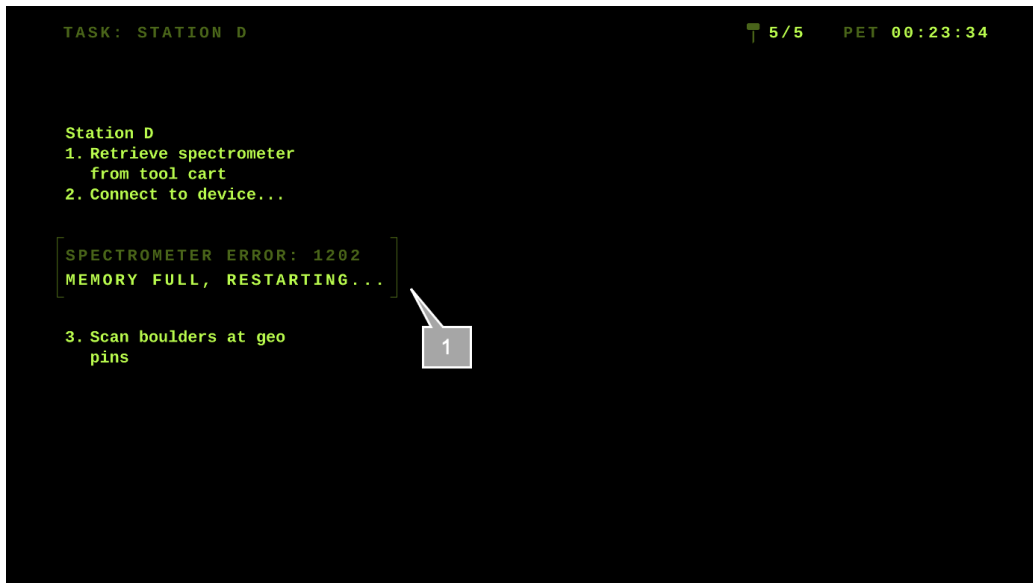 TASK: STATION D
5/5 PET 00:23:34
Station D
1. Retrieve spectrometer
from tool cart
2. Connect to device...
SPECTROMETER ERROR: 1202
MEMORY FULL, RESTARTING...
3. Scan boulders at geo
pins
1